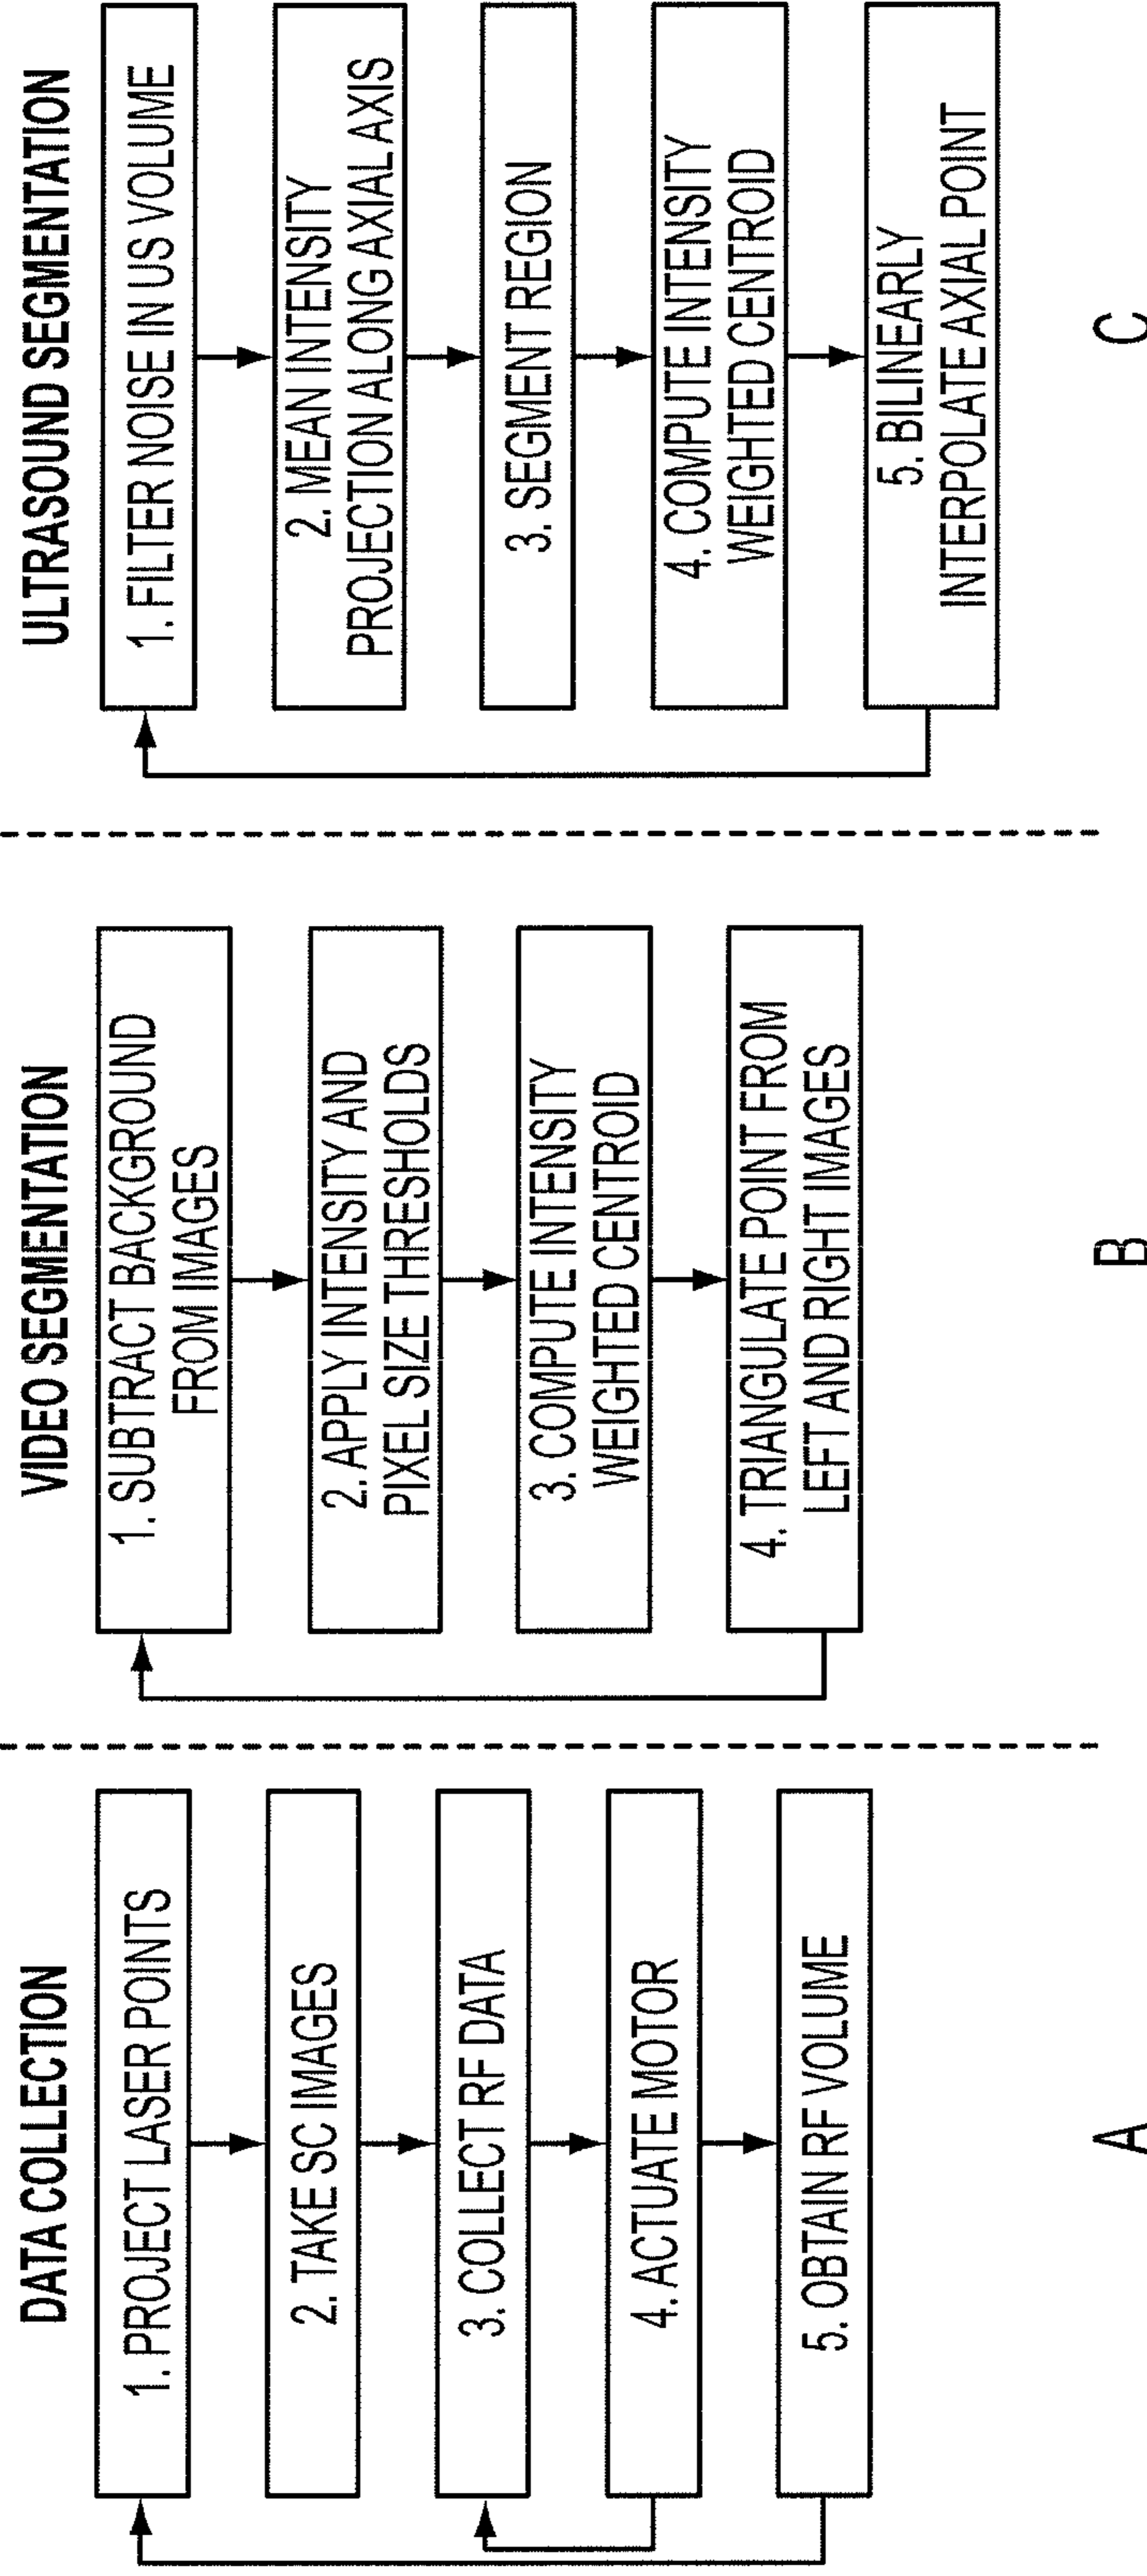 DATA COLLECTION
1. PROJECT LASER POINTS
2. TAKE SC IMAGES
3. COLLECT RF DATA
4. ACTUATE MOTOR
5. OBTAIN RF VOLUME
A
VIDEO SEGMENTATION
1. SUBTRACT BACKGROUND
FROM IMAGES
2. APPLY INTENSITY AND
PIXEL SIZE THRESHOLDS
3. COMPUTE INTENSITY
WEIGHTED CENTROID
4. TRIANGULATE POINT FROM
LEFT AND RIGHT IMAGES
B
ULTRASOUND SEGMENTATION
1. FILTER NOISE IN US VOLUME
2. MEAN INTENSITY
PROJECTION ALONG AXIAL AXIS
3. SEGMENT REGION
4. COMPUTE INTENSITY
WEIGHTED CENTROID
5. BILINEARLY
INTERPOLATE AXIAL POINT
C